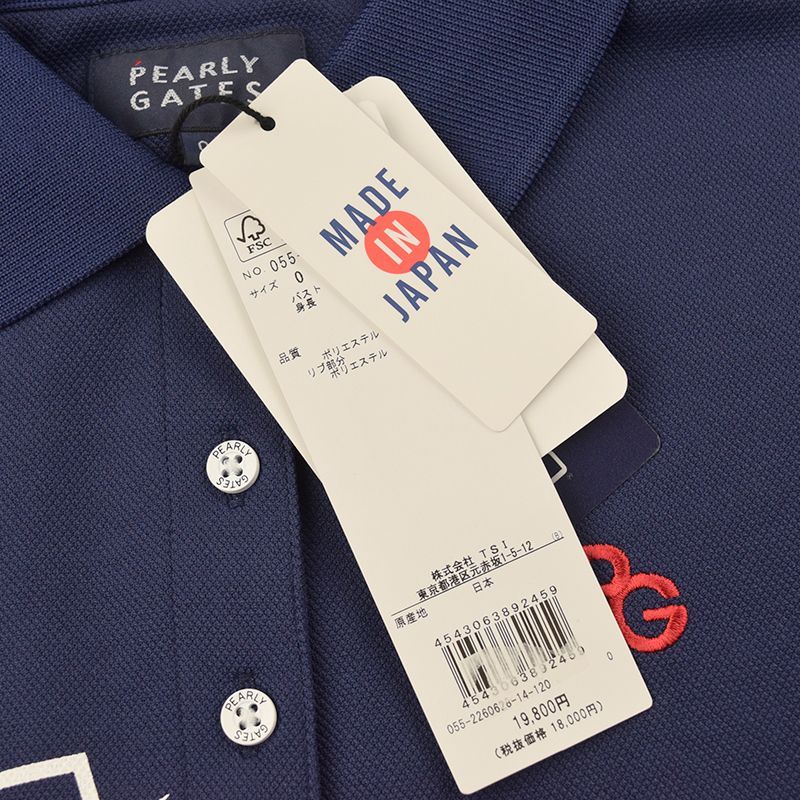 PEARLY
GATES
FSC
MADE
IN
JAPAN
NO. 055-
サイズ 0
バスト
身長
品質 ポリエステル
リブ部分
ポリエステル
PEARLY
GATES
株式会社 TSI (B)
東京都港区元赤坂1-5-12
原産地 日本
4543063892459
4543063892459
055-2260628-14-120 0
19,800円
(税抜価格 18,000円)
PG
PEARLY
GATES